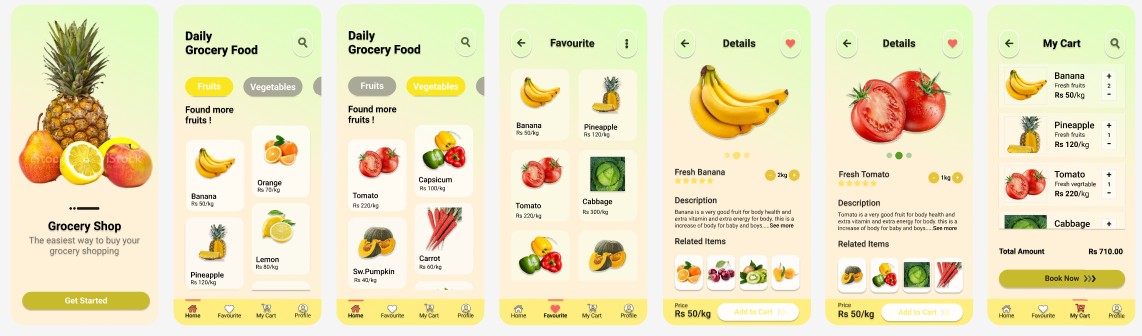 iStock
iStock
Grocery Shop
The easiest way to buy your
grocery shopping
Get Started
Daily
Grocery Food
Fruits
Vegetables
Found more
fruits !
Banana
Rs 50/kg
Orange
Rs 70/kg
Pineapple
Rs 120/kg
Lemon
Rs 80/kg
Home
Favourite
My Cart
Profile
Daily
Grocery Food
Fruits
Vegetables
Found more
fruits !
Tomato
Rs 220/kg
Capsicum
Rs 100/kg
Sw.Pumpkin
Rs 40/kg
Carrot
Rs 60/kg
Home
Favourite
My Cart
Profile
Favourite
Banana
Rs 50/kg
Pineapple
Rs 120/kg
Tomato
Rs 220/kg
Cabbage
Rs 300/kg
Home
Favourite
My Cart
Profile
Details
Fresh Banana
- 2kg +
Description
Banana is a very good fruit for body health and
extra energy and extra energy for body. this is a
increase of body for baby and boys.....See more
Related Items
Price
Rs 50/kg
Add to Cart
Details
Fresh Tomato
- 1kg +
Description
Tomato is a very good fruit for body health and
extra vitamin and extra energy for body. this is a
increase of body for baby and boys.....See more
Related Items
Price
Rs 50/kg
Add to Cart
My Cart
Banana
Fresh fruits
Rs 50/kg
+
2
-
Pineapple
Fresh fruits
Rs 120/kg
+
1
-
Tomato
Fresh vegrtable
Rs 220/kg
+
1
-
Cabbage
+
Total Amount Rs 710.00
Book Now
Home
Favourite
My Cart
Profile